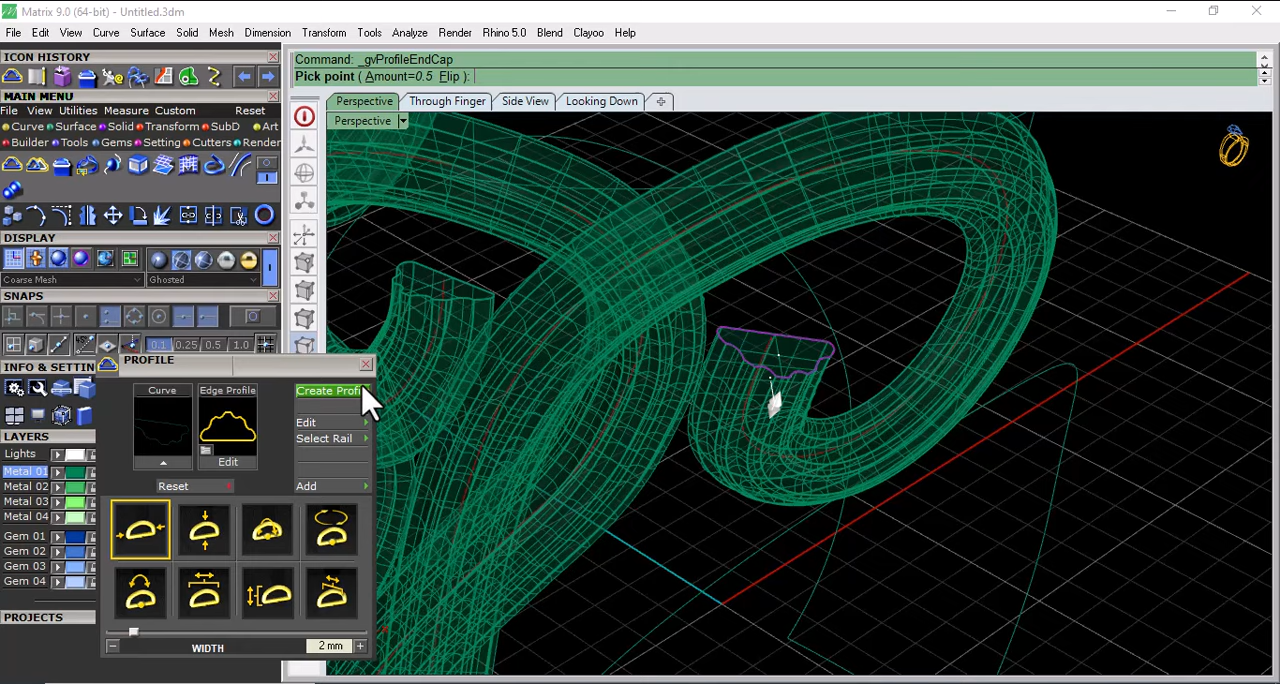 Matrix 9.0 (64-bit) - Untitled.3dm
File Edit View Curve Surface Solid Mesh Dimension Transform Tools Analyze Render Rhino 5.0 Blend Clayoo Help
ICON HISTORY
Command: _gvProfileEndCap
Pick point ( Amount=0.5 Flip ):
MAIN MENU
Perspective Through Finger Side View Looking Down
File View Utilities Measure Custom Reset
Perspective
Curve Surface Solid Transform SubD Art
Builder Tools Gems Setting Cutters Render
DISPLAY
Coarse Mesh Ghosted
SNAPS
0.1 0.25 0.5 1.0
INFO & SETTIN
PROFILE
Curve Edge Profile Create Profi
Edit
Select Rail
LAYERS
Lights
Edit
Metal 01
Metal 02
Reset Add
Metal 03
Metal 04
Gem 01
Gem 02
Gem 03
Gem 04
PROJECTS
WIDTH 2 mm